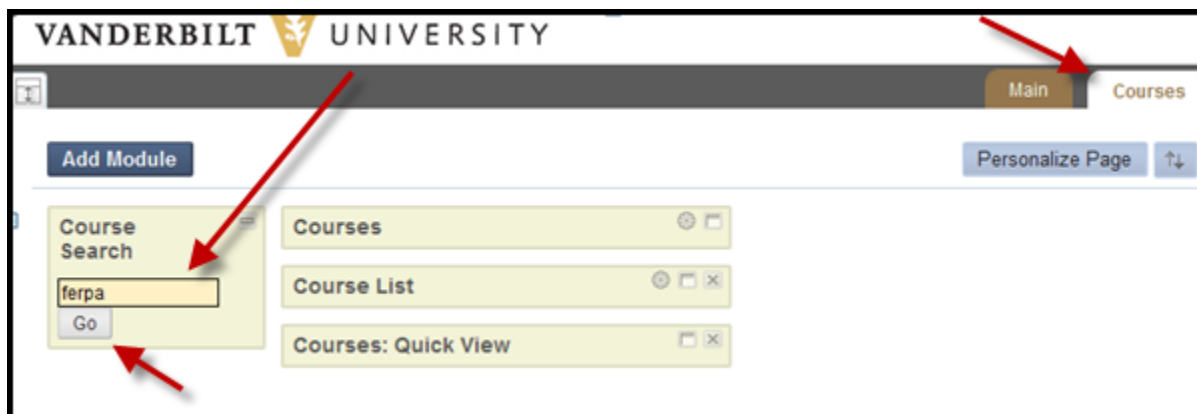 VANDERBILT UNIVERSITY
Main
Courses
Add Module
Personalize Page
Course
Search
ferpa
Go
Courses
Course List
Courses: Quick View